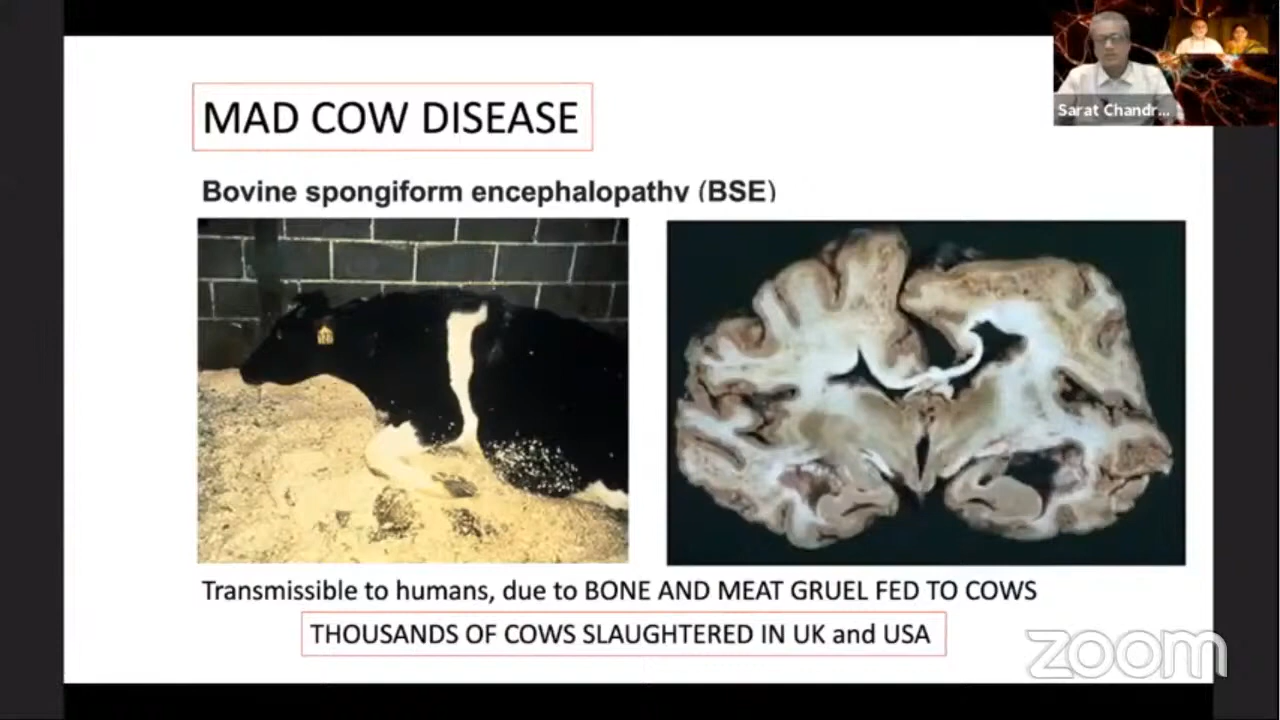 MAD COW DISEASE
Bovine spongiform encephalopathy (BSE)
Transmissible to humans, due to BONE AND MEAT GRUEL FED TO COWS
THOUSANDS OF COWS SLAUGHTERED IN UK and USA
Sarat Chandr...
zoom